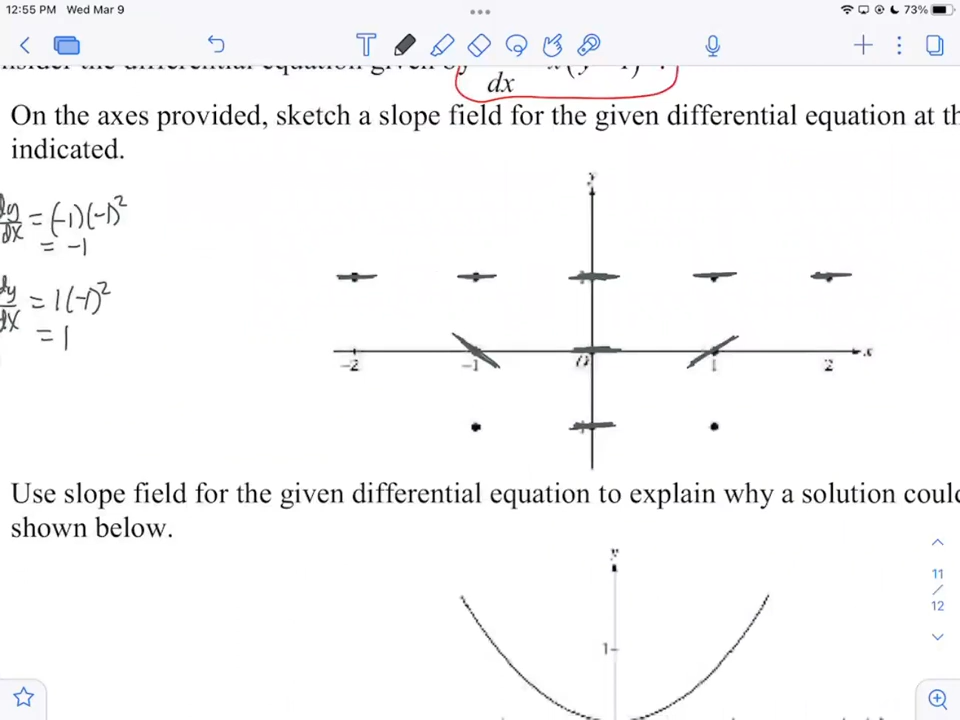 12:55 PM Wed Mar 9
73%
dx
On the axes provided, sketch a slope field for the given differential equation at th
indicated.
dy/dx = (-1)(-1)²
= -1
dy/dx = 1(-1)²
= 1
y
-2 -1 1 2 x
Use slope field for the given differential equation to explain why a solution could
shown below.
y
1
11
/
12